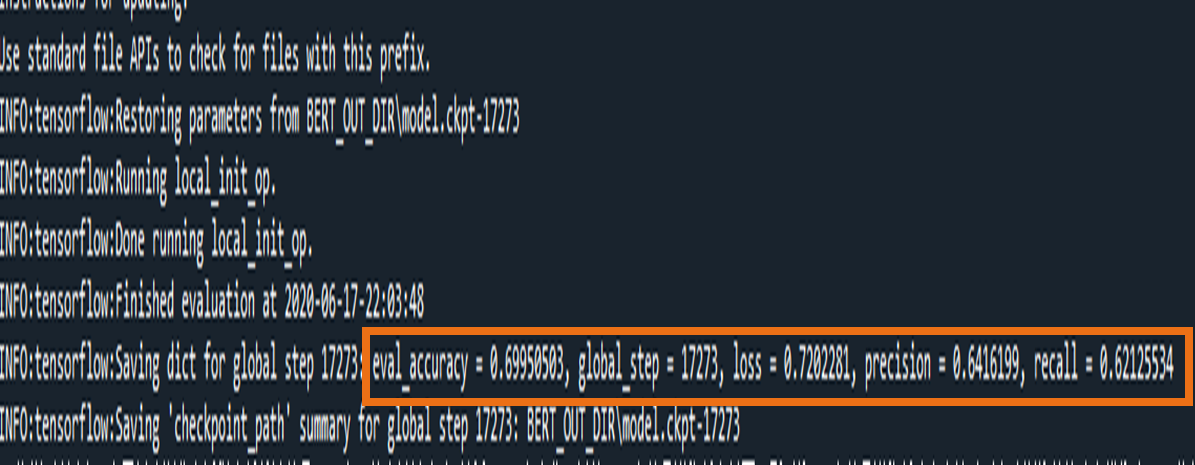 Instructions for updating:
Use standard file APIs to check for files with this prefix.
INFO:tensorflow:Restoring parameters from BERT_OUT_DIR\model.ckpt-17273
INFO:tensorflow:Running local_init_op.
INFO:tensorflow:Done running local_init_op.
INFO:tensorflow:Finished evaluation at 2020-06-17-22:03:48
INFO:tensorflow:Saving dict for global step 17273: eval_accuracy = 0.69950503, global_step = 17273, loss = 0.7202281, precision = 0.6416199, recall = 0.62125534
INFO:tensorflow:Saving 'checkpoint_path' summary for global step 17273: BERT_OUT_DIR\model.ckpt-17273